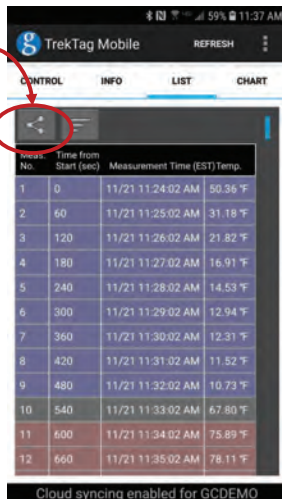 59% 11:37 AM
g TrekTag Mobile REFRESH
CONTROL INFO LIST CHART
Meas. No. Time from Start (sec) Measurement Time (EST) Temp.
1 0 11/21 11:24:02 AM 50.36 °F
2 60 11/21 11:25:02 AM 31.18 °F
3 120 11/21 11:26:02 AM 21.82 °F
4 180 11/21 11:27:02 AM 16.91 °F
5 240 11/21 11:28:02 AM 14.53 °F
6 300 11/21 11:29:02 AM 12.94 °F
7 360 11/21 11:30:02 AM 12.31 °F
8 420 11/21 11:31:02 AM 11.52 °F
9 480 11/21 11:32:02 AM 10.73 °F
10 540 11/21 11:33:02 AM 67.80 °F
11 600 11/21 11:34:02 AM 75.89 °F
12 660 11/21 11:35:02 AM 78.11 °F
Cloud syncing enabled for GCDEMO